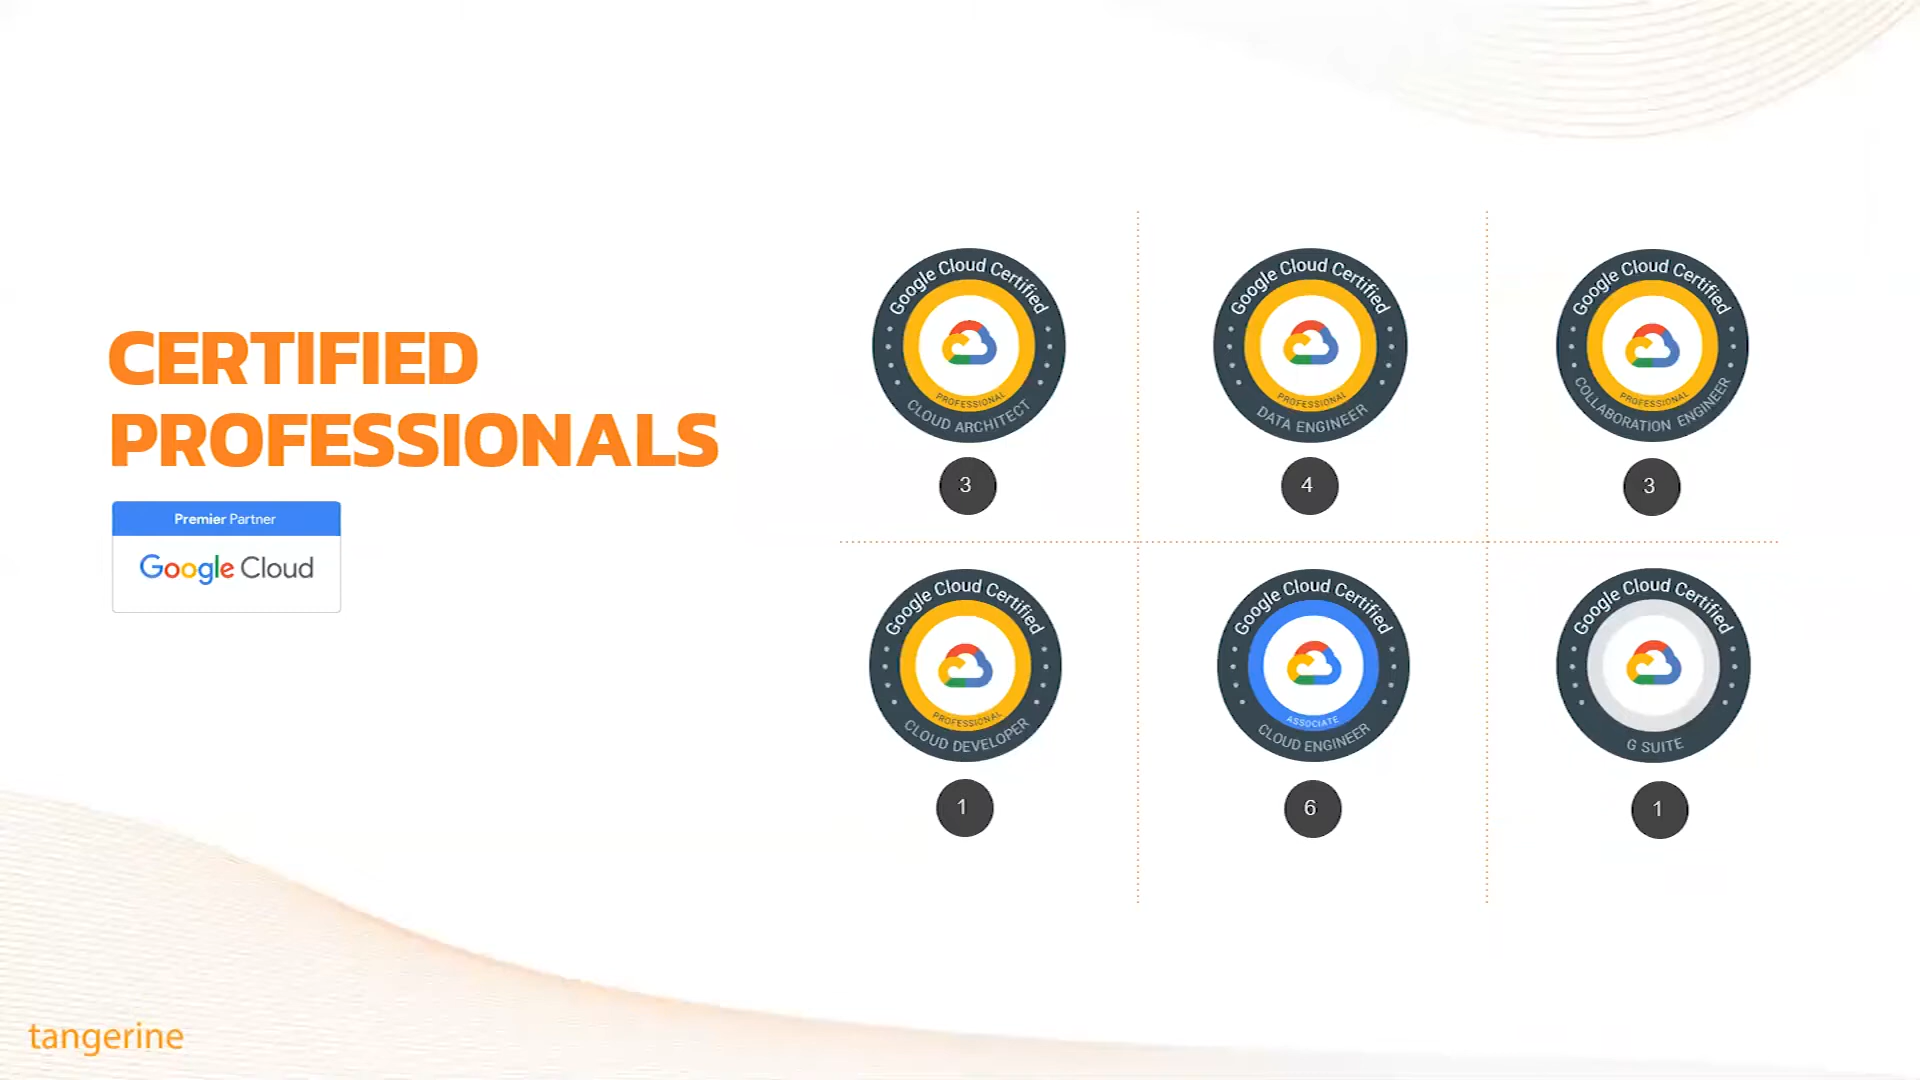 CERTIFIED
PROFESSIONALS
Premier Partner
Google Cloud
Google Cloud Certified
PROFESSIONAL
CLOUD ARCHITECT
3
Google Cloud Certified
PROFESSIONAL
DATA ENGINEER
4
Google Cloud Certified
PROFESSIONAL
COLLABORATION ENGINEER
3
Google Cloud Certified
PROFESSIONAL
CLOUD DEVELOPER
1
Google Cloud Certified
ASSOCIATE
CLOUD ENGINEER
6
Google Cloud Certified
G SUITE
1
tangerine